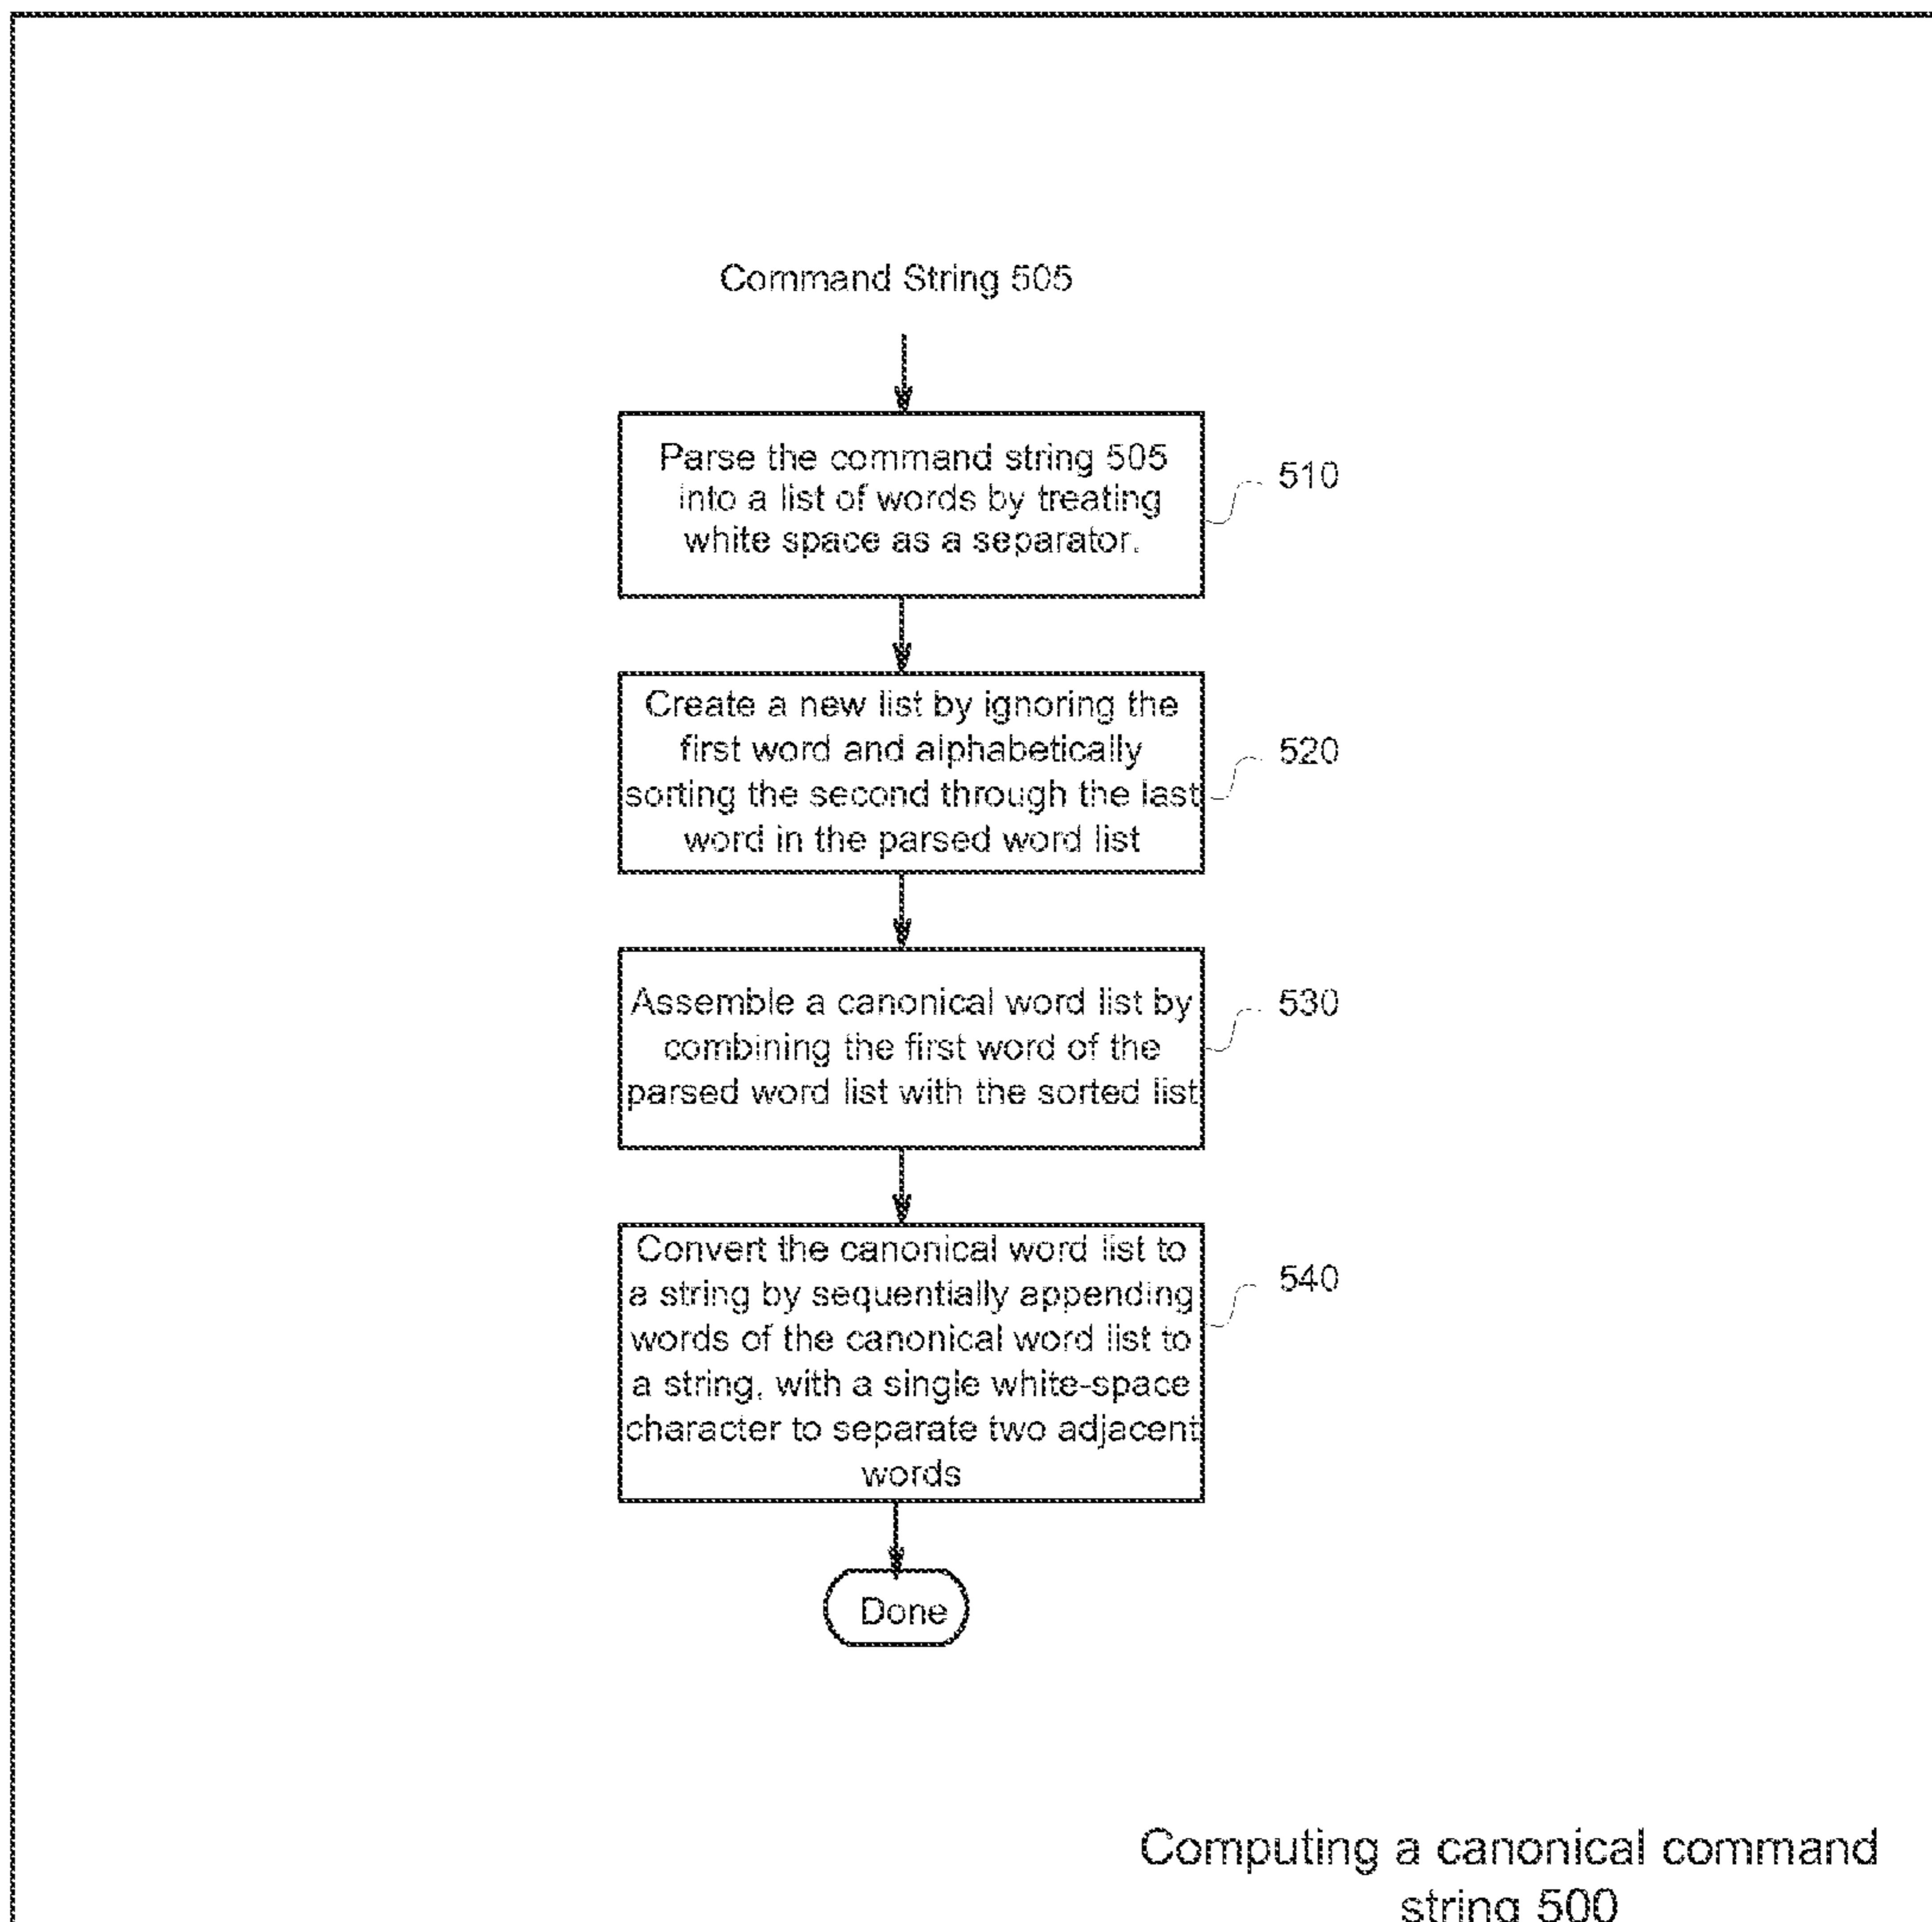 Command String 505
Parse the command string 505
into a list of words by treating
white space as a separator.
510
Create a new list by ignoring the
first word and alphabetically
sorting the second through the last
word in the parsed word list
520
Assemble a canonical word list by
combining the first word of the
parsed word list with the sorted list
530
Convert the canonical word list to
a string by sequentially appending
words of the canonical word list to
a string, with a single white-space
character to separate two adjacent
words
540
Done
Computing a canonical command
string 500